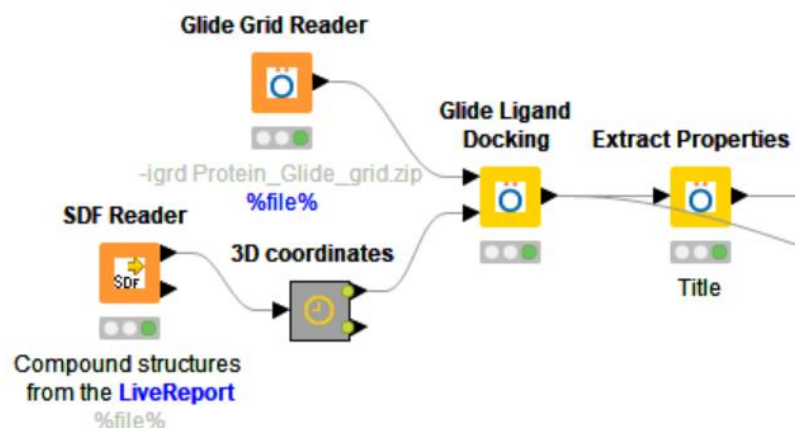 Glide Grid Reader
-igrd Protein_Glide_grid.zip
%file%
SDF Reader
SDF
Compound structures
from the LiveReport
%file%
3D coordinates
Glide Ligand
Docking
Extract Properties
Title